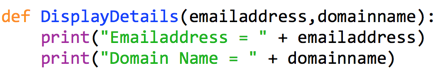 def DisplayDetails(emailaddress,domainname):
    print("Emailaddress = " + emailaddress)
    print("Domain Name = " + domainname)